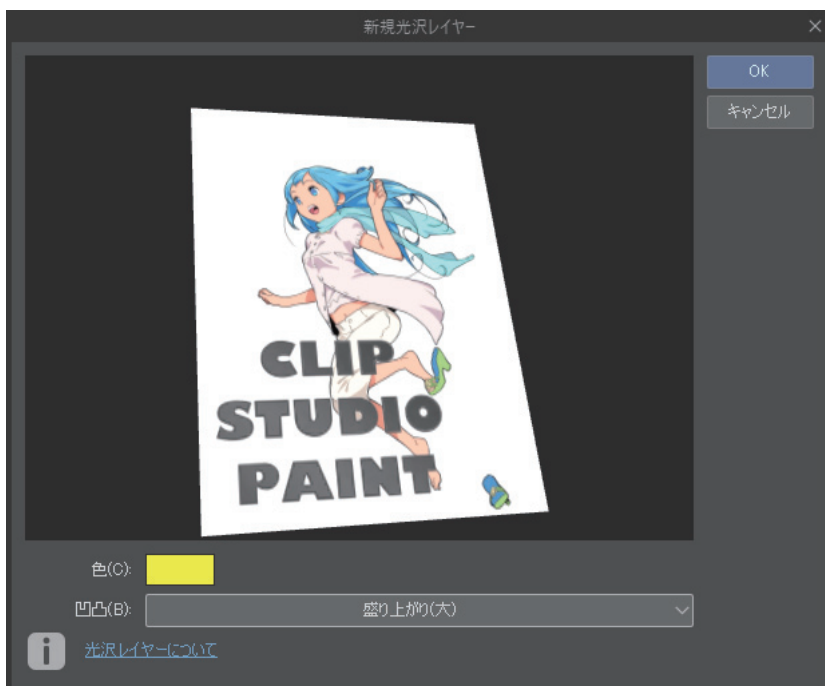 新規光沢レイヤー
OK
キャンセル
CLIP
STUDIO
PAINT
色(C):
凹凸(B):
盛り上がり(大)
光沢レイヤーについて